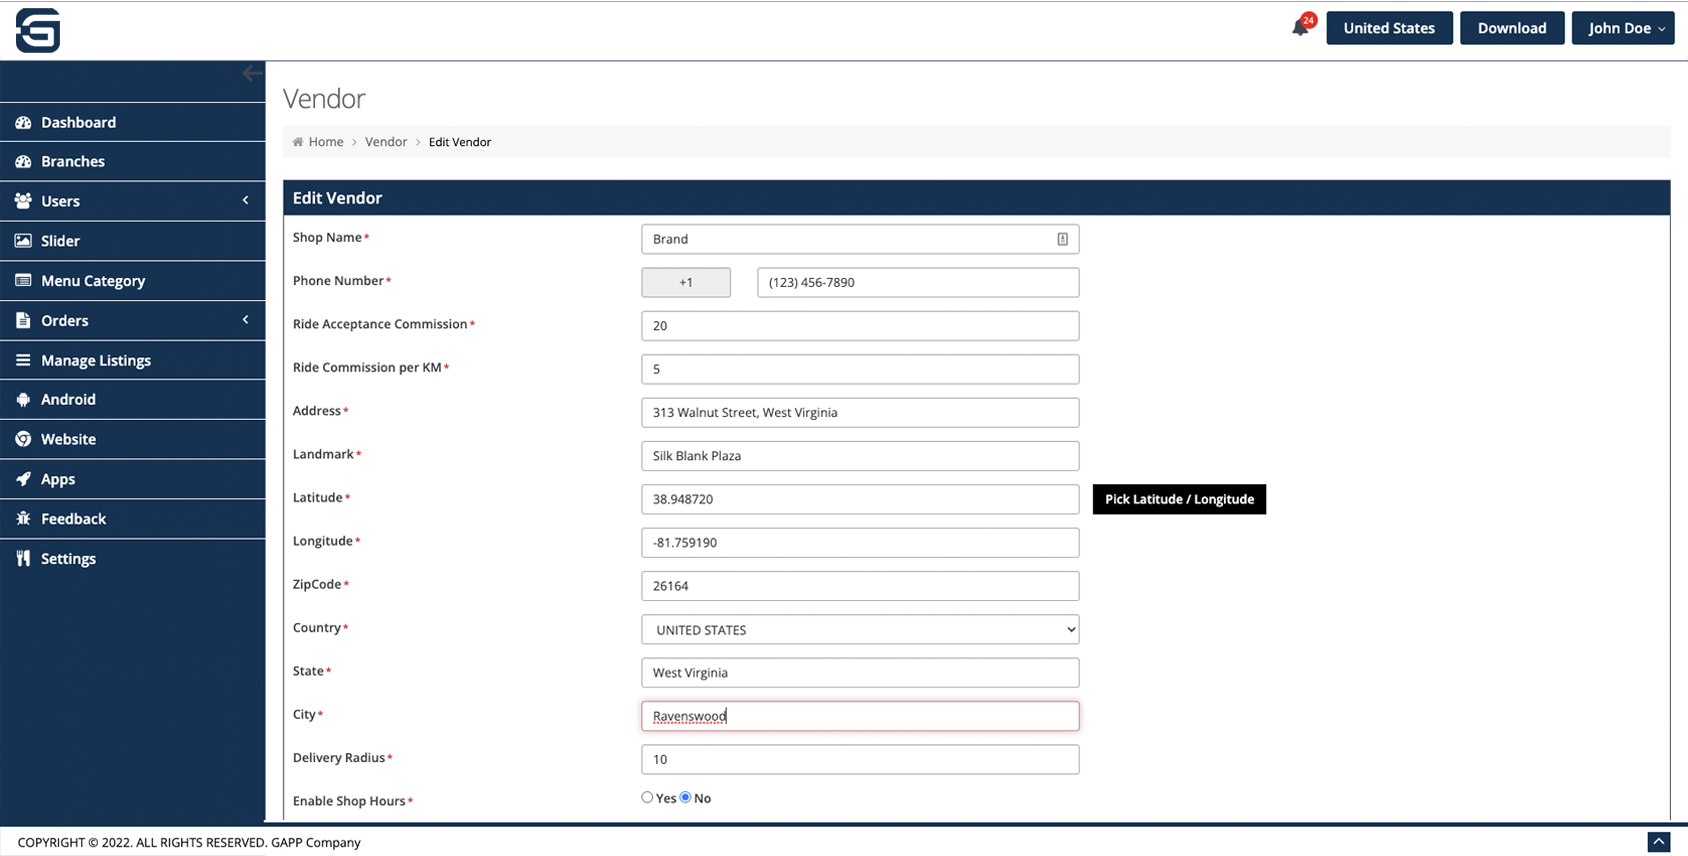 24
United States
Download
John Doe
Dashboard
Branches
Users
Slider
Menu Category
Orders
Manage Listings
Android
Website
Apps
Feedback
Settings
Vendor
Home > Vendor > Edit Vendor
Edit Vendor
Shop Name* Brand
Phone Number* +1 (123) 456-7890
Ride Acceptance Commission* 20
Ride Commission per KM* 5
Address* 313 Walnut Street, West Virginia
Landmark* Silk Blank Plaza
Latitude* 38.948720 Pick Latitude / Longitude
Longitude* -81.759190
ZipCode* 26164
Country* UNITED STATES
State* West Virginia
City* Ravenswood
Delivery Radius* 10
Enable Shop Hours* Yes No
COPYRIGHT © 2022. ALL RIGHTS RESERVED. GAPP Company